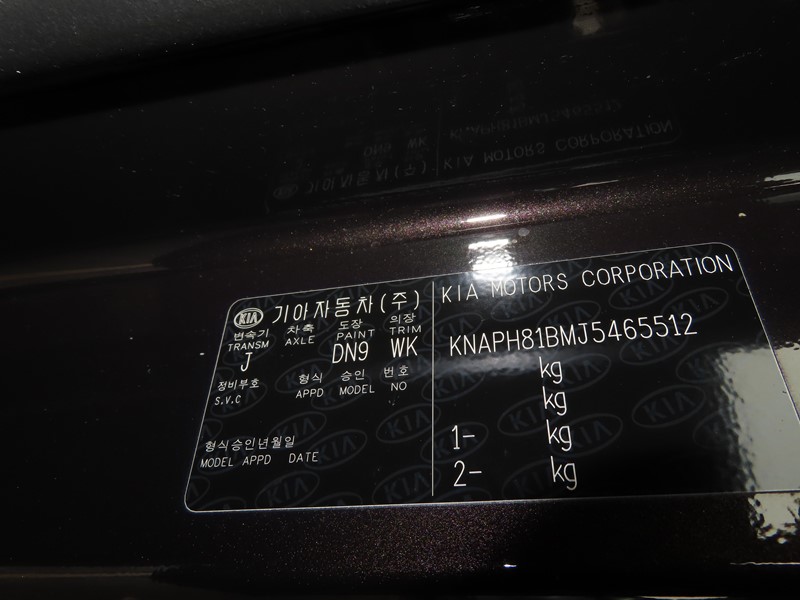 KIA 기아자동차(주)
변속기 차축 도장 의장
TRANSM AXLE PAINT TRIM
J DN9 WK
정비부호 형식 승인 번호
S.V.C APPD MODEL NO
형식승인년월일
MODEL APPD DATE
KIA MOTORS CORPORATION
KNAPH81BMJ5465512
kg
kg
1- kg
2- kg